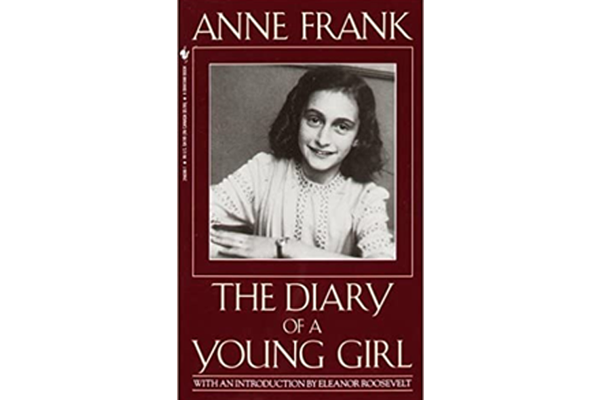 ANNE FRANK
THE DIARY
OF A
YOUNG GIRL
WITH AN INTRODUCTION BY ELEANOR ROOSEVELT